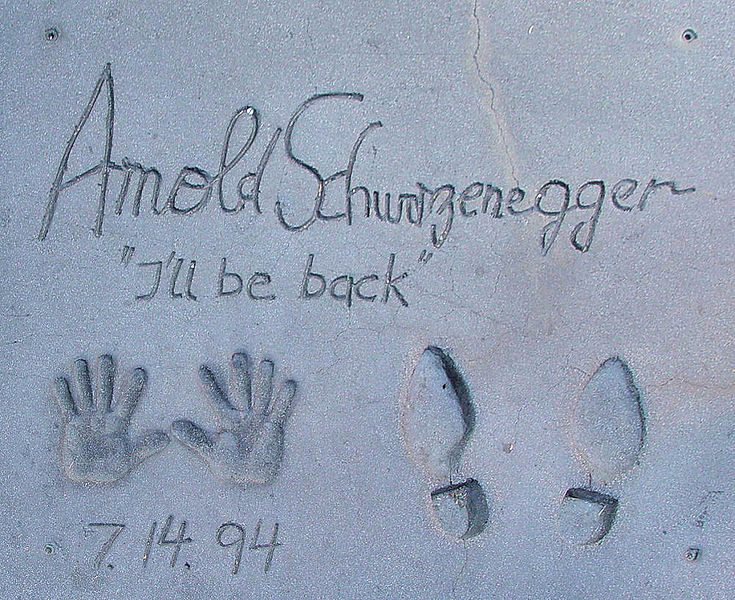 Arnold Schwarzenegger
"I'll be back"
7.14.94